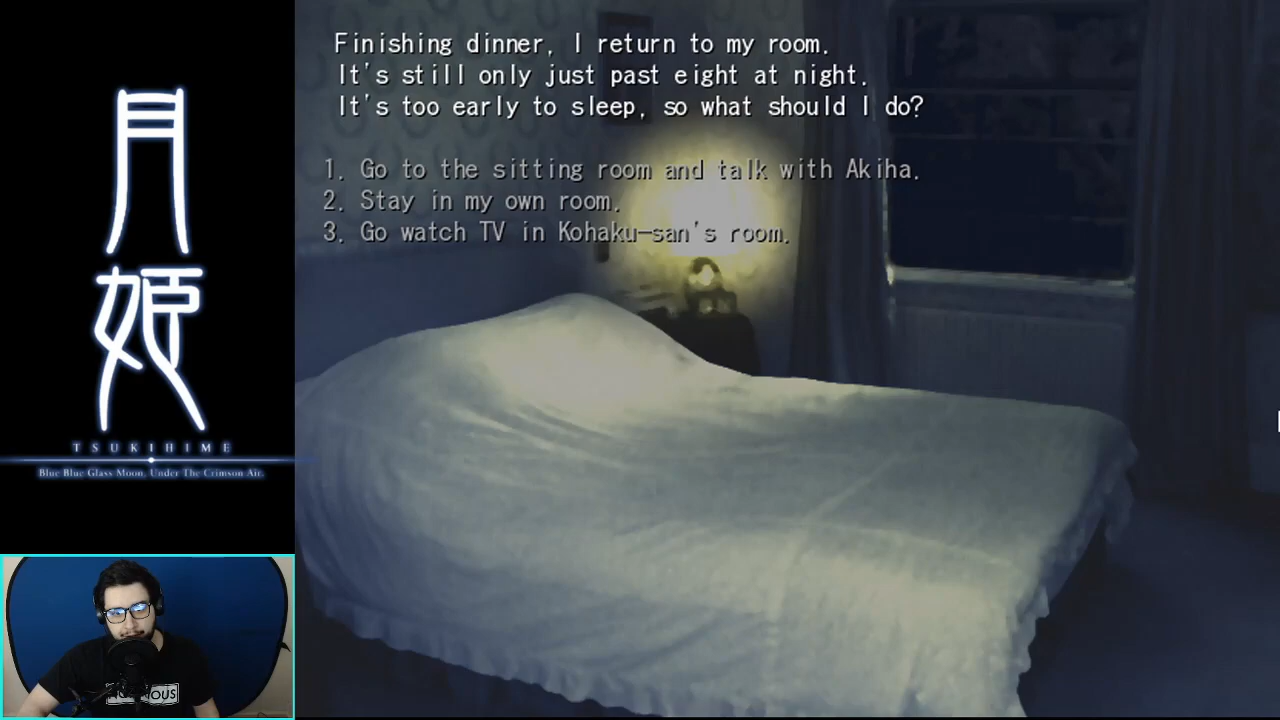 Finishing dinner, I return to my room.
It's still only just past eight at night.
It's too early to sleep, so what should I do?
1. Go to the sitting room and talk with Akiha.
2. Stay in my own room.
3. Go watch TV in Kohaku-san's room.
月姫
TSUKIHIME
Blue Blue Glass Moon, Under The Crimson Air.